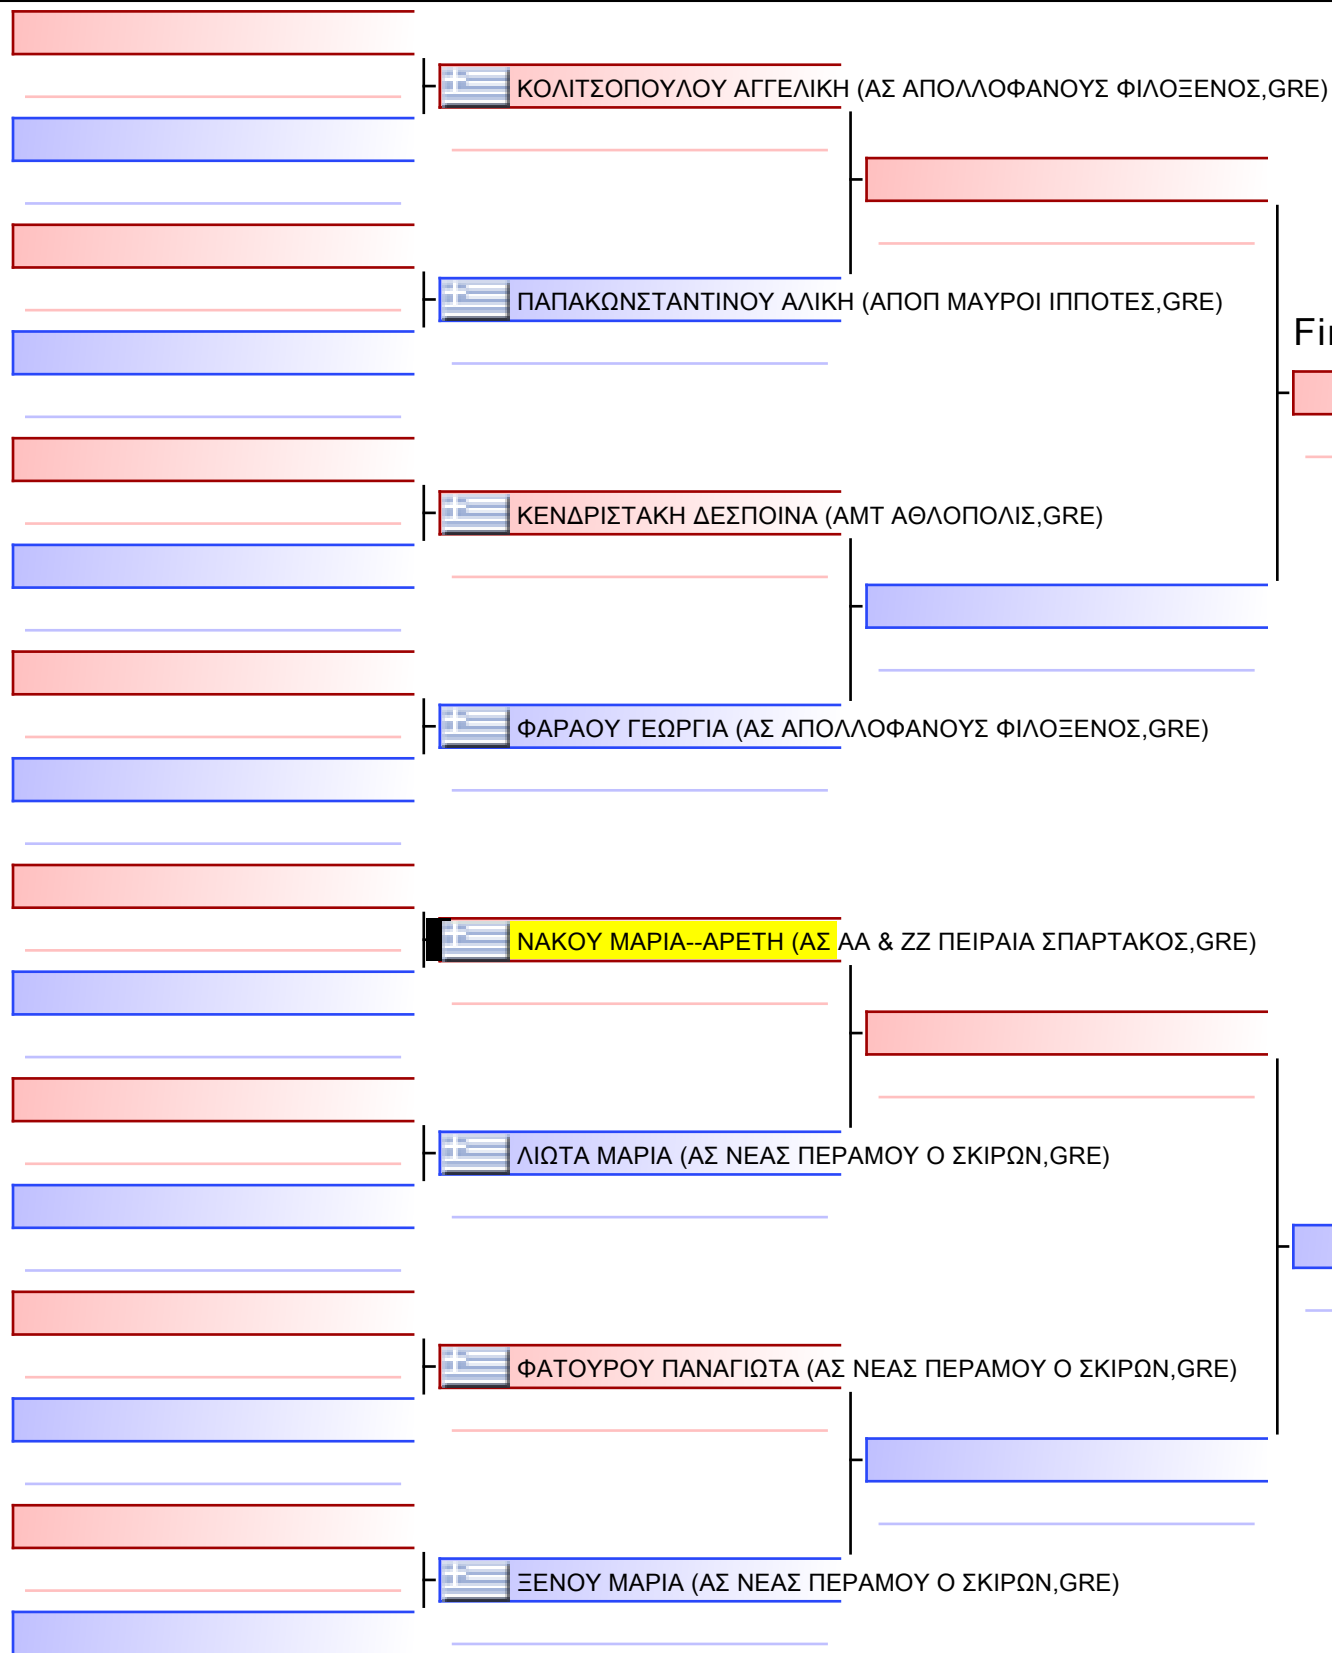 ΚΟΛΙΤΣΟΠΟΥΛΟΥ ΑΓΓΕΛΙΚΗ (ΑΣ ΑΠΟΛΛΟΦΑΝΟΥΣ ΦΙΛΟΞΕΝΟΣ,GRE)
ΠΑΠΑΚΩΝΣΤΑΝΤΙΝΟΥ ΑΛΙΚΗ (ΑΠΟΠ ΜΑΥΡΟΙ ΙΠΠΟΤΕΣ,GRE)
ΚΕΝΔΡΙΣΤΑΚΗ ΔΕΣΠΟΙΝΑ (ΑΜΤ ΑΘΛΟΠΟΛΙΣ,GRE)
ΦΑΡΑΟΥ ΓΕΩΡΓΙΑ (ΑΣ ΑΠΟΛΛΟΦΑΝΟΥΣ ΦΙΛΟΞΕΝΟΣ,GRE)
ΝΑΚΟΥ ΜΑΡΙΑ--ΑΡΕΤΗ (ΑΣ ΑΑ & ΖΖ ΠΕΙΡΑΙΑ ΣΠΑΡΤΑΚΟΣ,GRE)
ΛΙΩΤΑ ΜΑΡΙΑ (ΑΣ ΝΕΑΣ ΠΕΡΑΜΟΥ Ο ΣΚΙΡΩΝ,GRE)
ΦΑΤΟΥΡΟΥ ΠΑΝΑΓΙΩΤΑ (ΑΣ ΝΕΑΣ ΠΕΡΑΜΟΥ Ο ΣΚΙΡΩΝ,GRE)
ΞΕΝΟΥ ΜΑΡΙΑ (ΑΣ ΝΕΑΣ ΠΕΡΑΜΟΥ Ο ΣΚΙΡΩΝ,GRE)